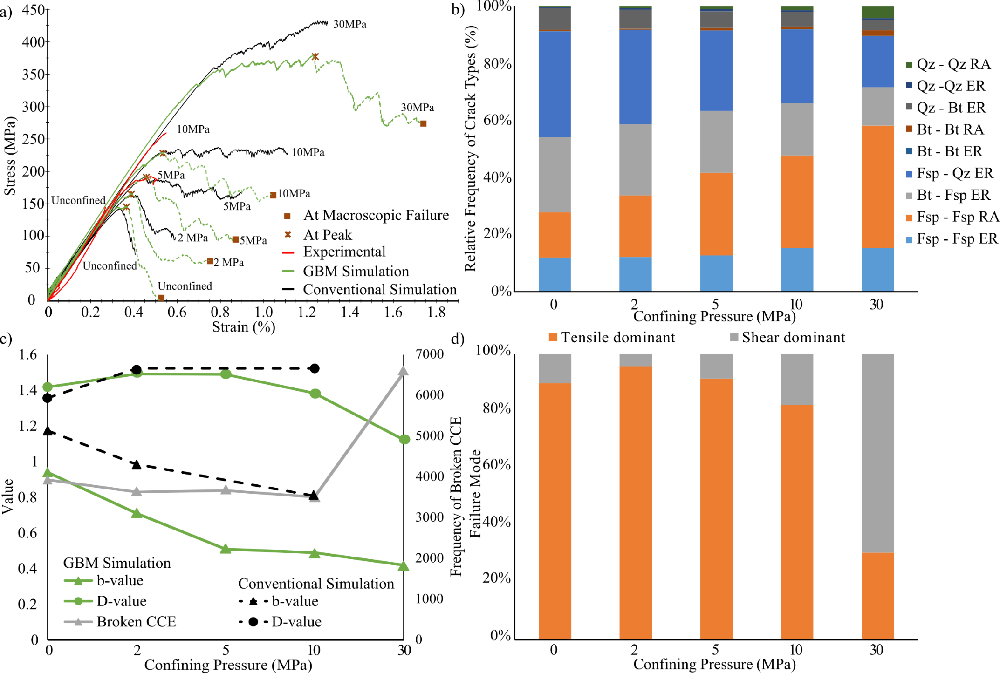 a)
450
400
350
300
250
200
150
100
50
0
Stress (MPa)
0
0.2
0.4
0.6
0.8
1.0
1.2
1.4
1.6
1.8
Strain (%)
30MPa
30MPa
10MPa
10MPa
5MPa
10MPa
Unconfined
5MPa
2 MPa
5MPa
Unconfined
2 MPa
Unconfined
At Macroscopic Failure
At Peak
Experimental
GBM Simulation
Conventional Simulation
b)
100%
80%
60%
40%
20%
0%
Relative Frequency of Crack Types (%)
0
2
5
10
30
Confining Pressure (MPa)
Qz - Qz RA
Qz -Qz ER
Qz - Bt ER
Bt - Bt RA
Bt - Bt ER
Fsp - Qz ER
Bt - Fsp ER
Fsp - Fsp RA
Fsp - Fsp ER
c)
1.6
1.4
1.2
1
0.8
0.6
0.4
0.2
0
Value
7000
6000
5000
4000
3000
2000
1000
0
Frequency of Broken CCE
0
2
5
10
30
Confining Pressure (MPa)
GBM Simulation
b-value
D-value
Broken CCE
Conventional Simulation
b-value
D-value
d)
Tensile dominant
Shear dominant
100%
80%
60%
40%
20%
0%
Failure Mode
0
2
5
10
30
Confining Pressure (MPa)